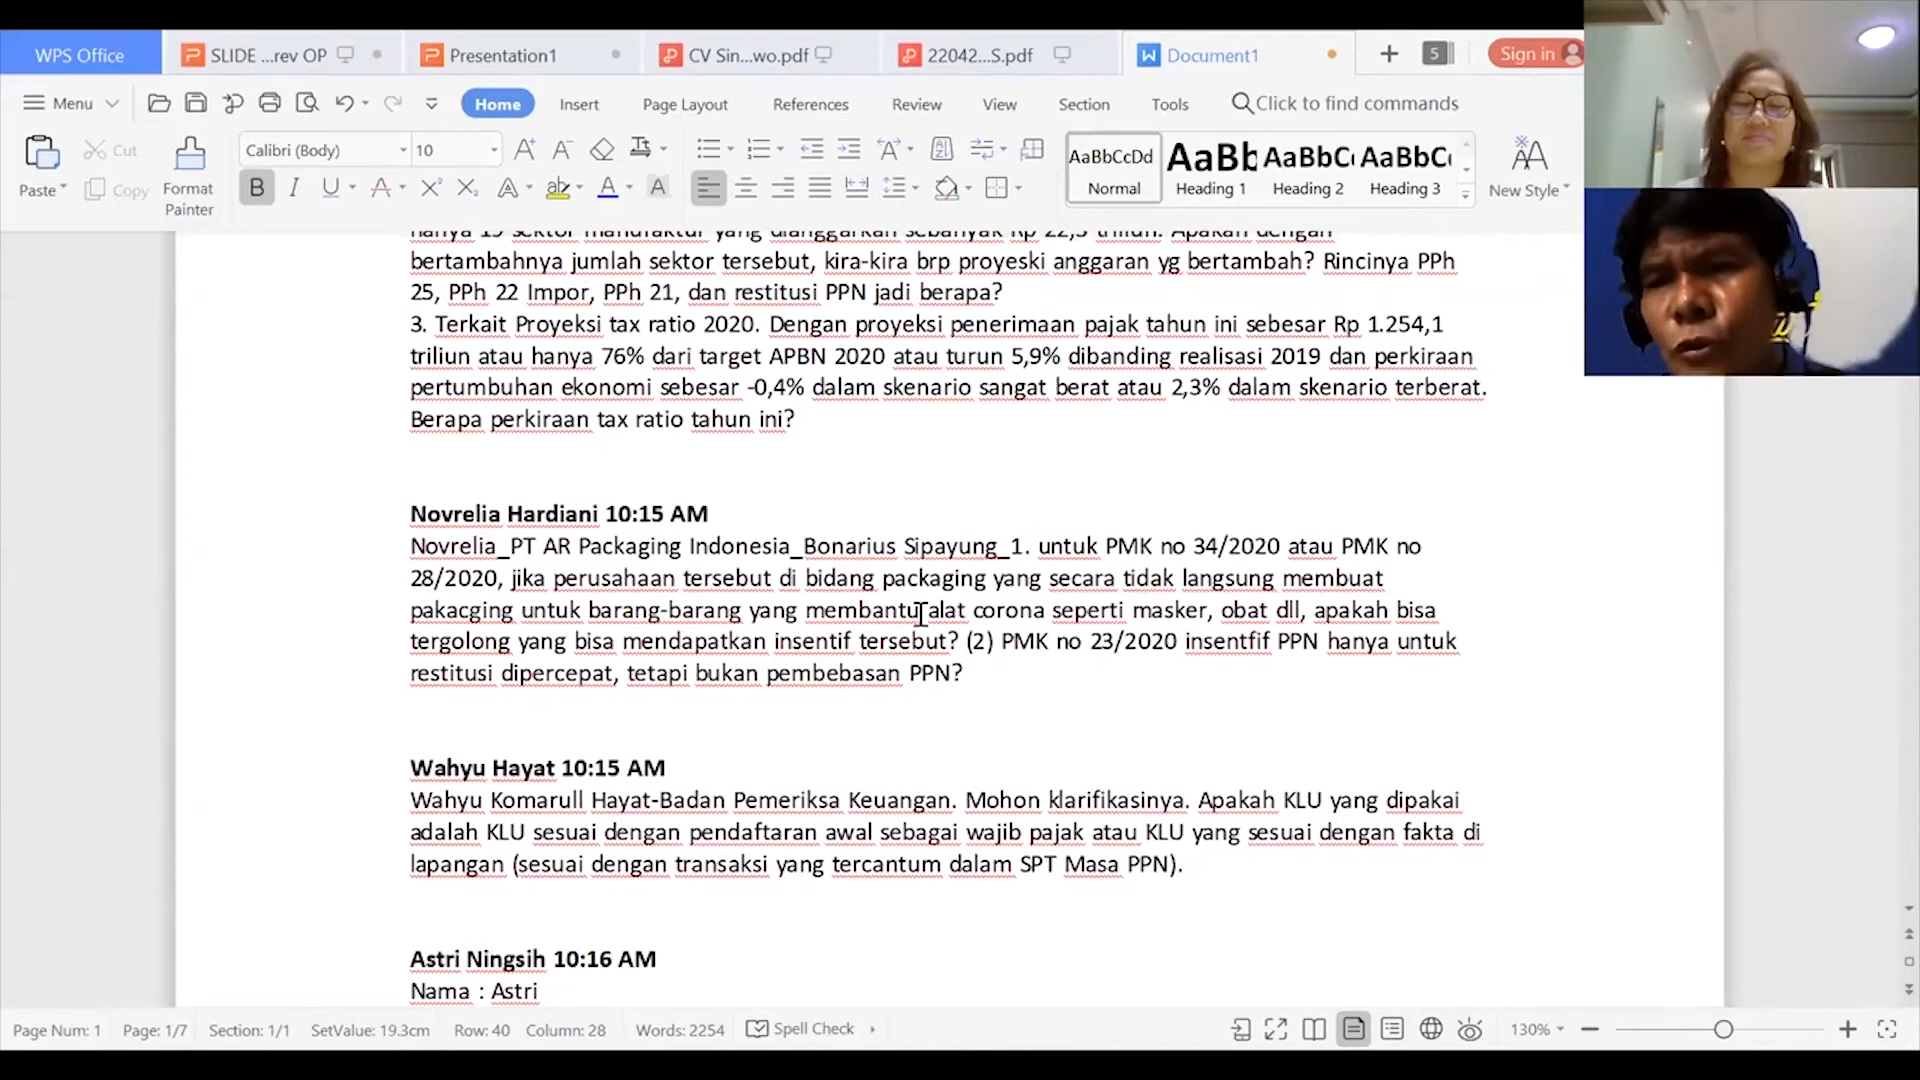 WPS Office
SLIDE ...rev OP
Presentation1
CV Sin...wo.pdf
22042...S.pdf
Document1
5
Sign in
Menu
Home
Insert
Page Layout
References
Review
View
Section
Tools
Click to find commands
Paste
Cut
Copy
Format
Painter
Calibri (Body)
10
AaBbCcDd
Normal
AaBb
Heading 1
AaBbC
Heading 2
AaBbC
Heading 3
New Style
hanya 19 sektor manufaktur yang dianggarkan sebanyak Rp 22,3 triliun. Apakah dengan
bertambahnya jumlah sektor tersebut, kira-kira brp proyeski anggaran yg bertambah? Rincinya PPh
25, PPh 22 Impor, PPh 21, dan restitusi PPN jadi berapa?
3. Terkait Proyeksi tax ratio 2020. Dengan proyeksi penerimaan pajak tahun ini sebesar Rp 1.254,1
triliun atau hanya 76% dari target APBN 2020 atau turun 5,9% dibanding realisasi 2019 dan perkiraan
pertumbuhan ekonomi sebesar -0,4% dalam skenario sangat berat atau 2,3% dalam skenario terberat.
Berapa perkiraan tax ratio tahun ini?
Novrelia Hardiani 10:15 AM
Novrelia_PT AR Packaging Indonesia_Bonarius Sipayung_1. untuk PMK no 34/2020 atau PMK no
28/2020, jika perusahaan tersebut di bidang packaging yang secara tidak langsung membuat
pakacging untuk barang-barang yang membantu alat corona seperti masker, obat dll, apakah bisa
tergolong yang bisa mendapatkan insentif tersebut? (2) PMK no 23/2020 insentfif PPN hanya untuk
restitusi dipercepat, tetapi bukan pembebasan PPN?
Wahyu Hayat 10:15 AM
Wahyu Komarull Hayat-Badan Pemeriksa Keuangan. Mohon klarifikasinya. Apakah KLU yang dipakai
adalah KLU sesuai dengan pendaftaran awal sebagai wajib pajak atau KLU yang sesuai dengan fakta di
lapangan (sesuai dengan transaksi yang tercantum dalam SPT Masa PPN).
Astri Ningsih 10:16 AM
Nama : Astri
Page Num: 1
Page: 1/7
Section: 1/1
SetValue: 19.3cm
Row: 40
Column: 28
Words: 2254
Spell Check
130%